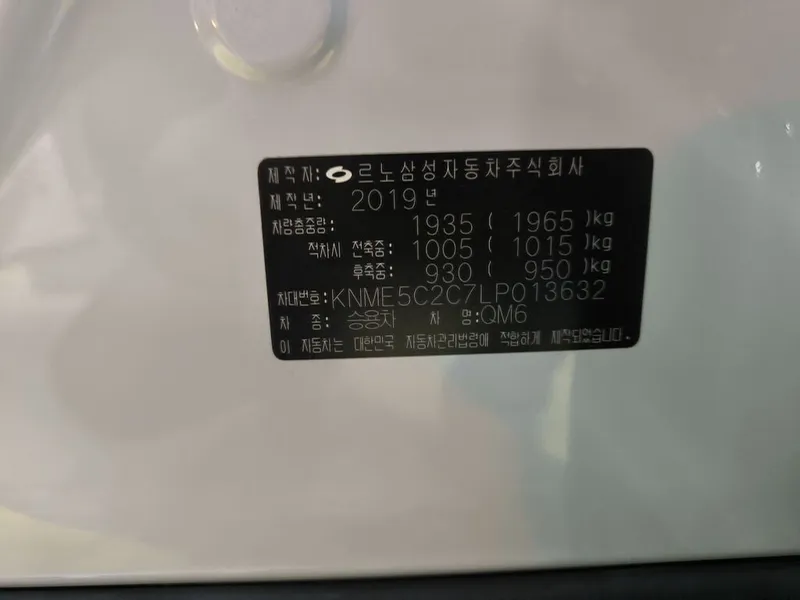 제 작 자: 르노삼성자동차주식회사
제 작 년: 2019 년
차량총중량: 1935 ( 1965 )kg
적차시 전축중: 1005 ( 1015 )kg
후축중: 930 ( 950 )kg
차대번호: KNME5C2C7LP013632
차 종: 승용차 차 명: QM6
이 자동차는 대한민국 자동차관리법령에 적합하게 제작되었습니다.